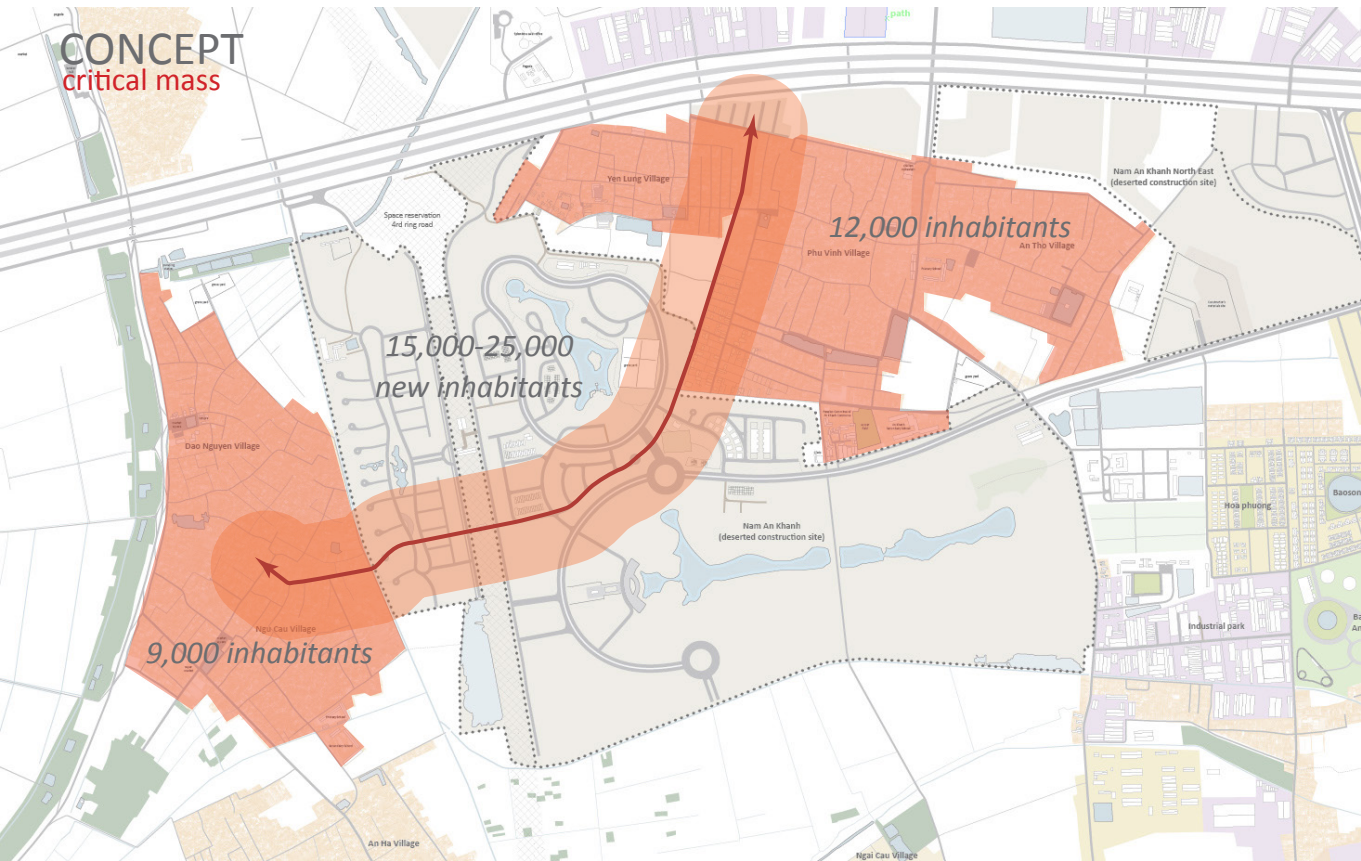 CONCEPT
critical mass
path
Yen Lung Village
Nam An Khanh North East
(deserted construction site)
Space reservation
4rd ring road
12,000 inhabitants
An Tho Village
Phu Vinh Village
15,000-25,000
new inhabitants
Dao Nguyen Village
Hoa phuong
Baoson
Nam An Khanh
(deserted construction site)
Ngu Cau Village
9,000 inhabitants
Industrial park
An Ha Village
Ngai Cau Village